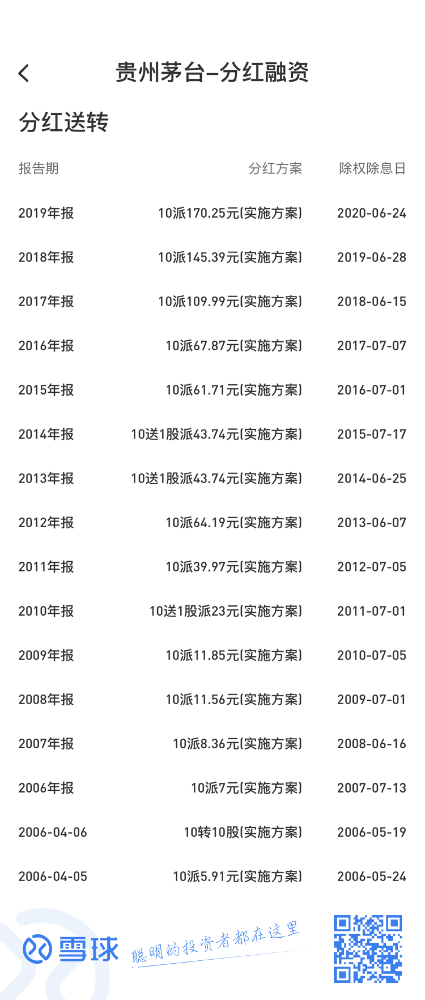 贵州茅台-分红融资
分红送转
报告期 分红方案 除权除息日
2019年报 10派170.25元(实施方案) 2020-06-24
2018年报 10派145.39元(实施方案) 2019-06-28
2017年报 10派109.99元(实施方案) 2018-06-15
2016年报 10派67.87元(实施方案) 2017-07-07
2015年报 10派61.71元(实施方案) 2016-07-01
2014年报 10送1股派43.74元(实施方案) 2015-07-17
2013年报 10送1股派43.74元(实施方案) 2014-06-25
2012年报 10派64.19元(实施方案) 2013-06-07
2011年报 10派39.97元(实施方案) 2012-07-05
2010年报 10送1股派23元(实施方案) 2011-07-01
2009年报 10派11.85元(实施方案) 2010-07-05
2008年报 10派11.56元(实施方案) 2009-07-01
2007年报 10派8.36元(实施方案) 2008-06-16
2006年报 10派7元(实施方案) 2007-07-13
2006-04-06 10转10股(实施方案) 2006-05-19
2006-04-05 10派5.91元(实施方案) 2006-05-24
雪球 聪明的投资者都在这里